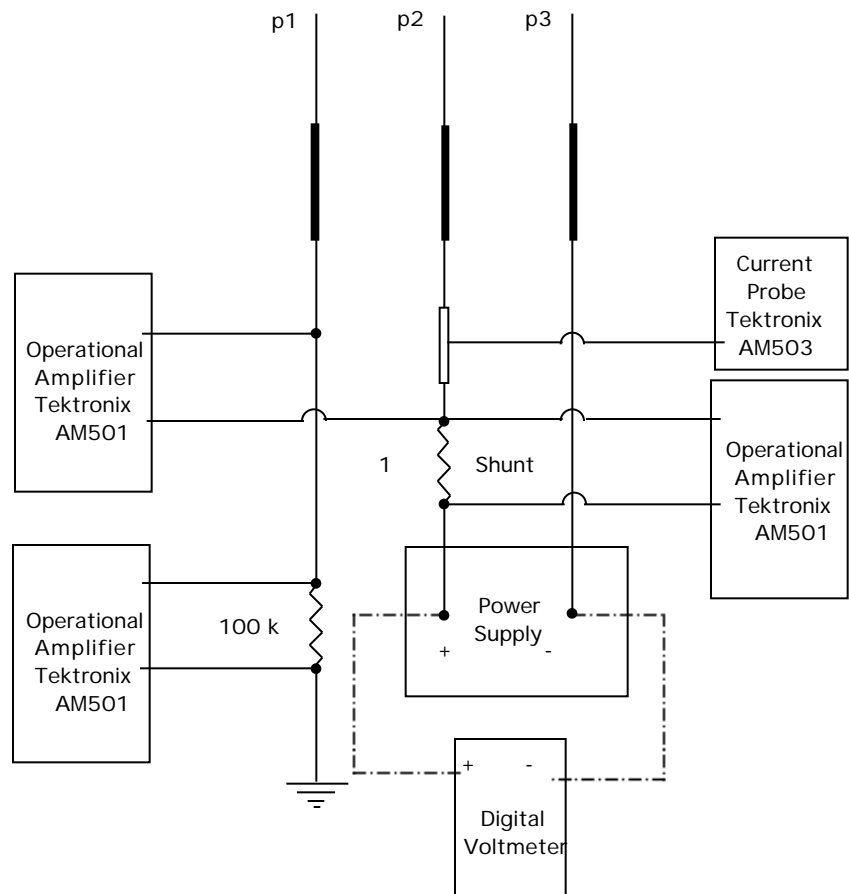 p1
p2
p3
Current
Probe
Tektronix
AM503
Operational
Amplifier
Tektronix
AM501
1
Shunt
Operational
Amplifier
Tektronix
AM501
Operational
Amplifier
Tektronix
AM501
100 k
Power
Supply
+
-
+
-
Digital
Voltmeter